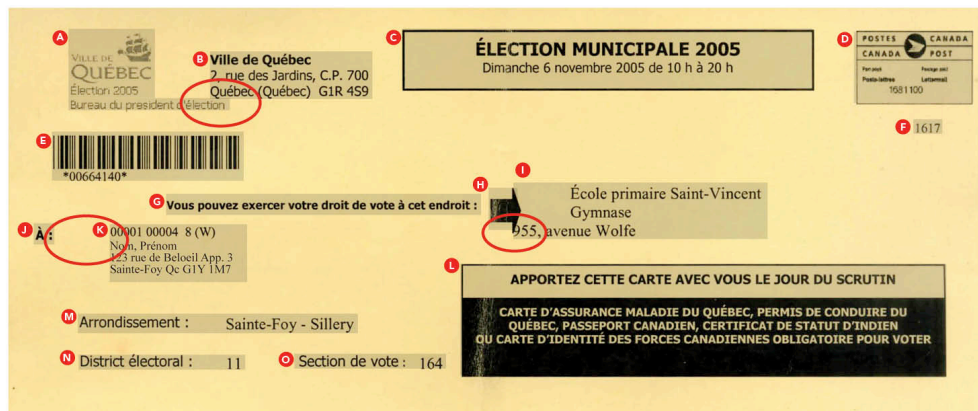 A
VILLE DE
QUÉBEC
Élection 2005
Bureau du président d'élection
B Ville de Québec
2, rue des Jardins, C.P. 700
Québec (Québec) G1R 4S9
C
ÉLECTION MUNICIPALE 2005
Dimanche 6 novembre 2005 de 10 h à 20 h
D
POSTES CANADA
CANADA POST
Port payé Postage paid
Poste-lettres Lettermail
1681100
F 1617
E
*00664140*
G Vous pouvez exercer votre droit de vote à cet endroit :
H
I
École primaire Saint-Vincent
Gymnase
955, avenue Wolfe
J À :
K 00001 00004 8 (W)
Nom, Prénom
123 rue de Beloeil App. 3
Sainte-Foy Qc G1Y 1M7
L
APPORTEZ CETTE CARTE AVEC VOUS LE JOUR DU SCRUTIN
CARTE D'ASSURANCE MALADIE DU QUÉBEC, PERMIS DE CONDUIRE DU
QUÉBEC, PASSEPORT CANADIEN, CERTIFICAT DE STATUT D'INDIEN
OU CARTE D'IDENTITÉ DES FORCES CANADIENNES OBLIGATOIRE POUR VOTER
M Arrondissement : Sainte-Foy - Sillery
N District électoral : 11
O Section de vote : 164